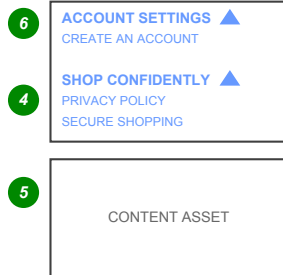 6 ACCOUNT SETTINGS
CREATE AN ACCOUNT
SHOP CONFIDENTLY
4 PRIVACY POLICY
SECURE SHOPPING
5
CONTENT ASSET